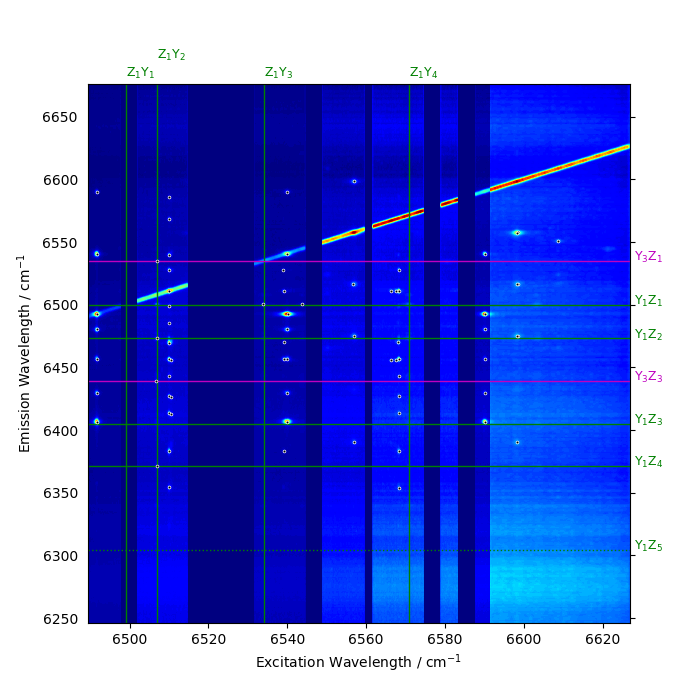 Z₁Y₂
Z₁Y₁ Z₁Y₃ Z₁Y₄
6650
6600
6550
6500
6450
6400
6350
6300
6250
Y₃Z₁
Y₁Z₁
Y₁Z₂
Y₃Z₃
Y₁Z₃
Y₁Z₄
Y₁Z₅
Emission Wavelength / cm⁻¹
6500 6520 6540 6560 6580 6600 6620
Excitation Wavelength / cm⁻¹